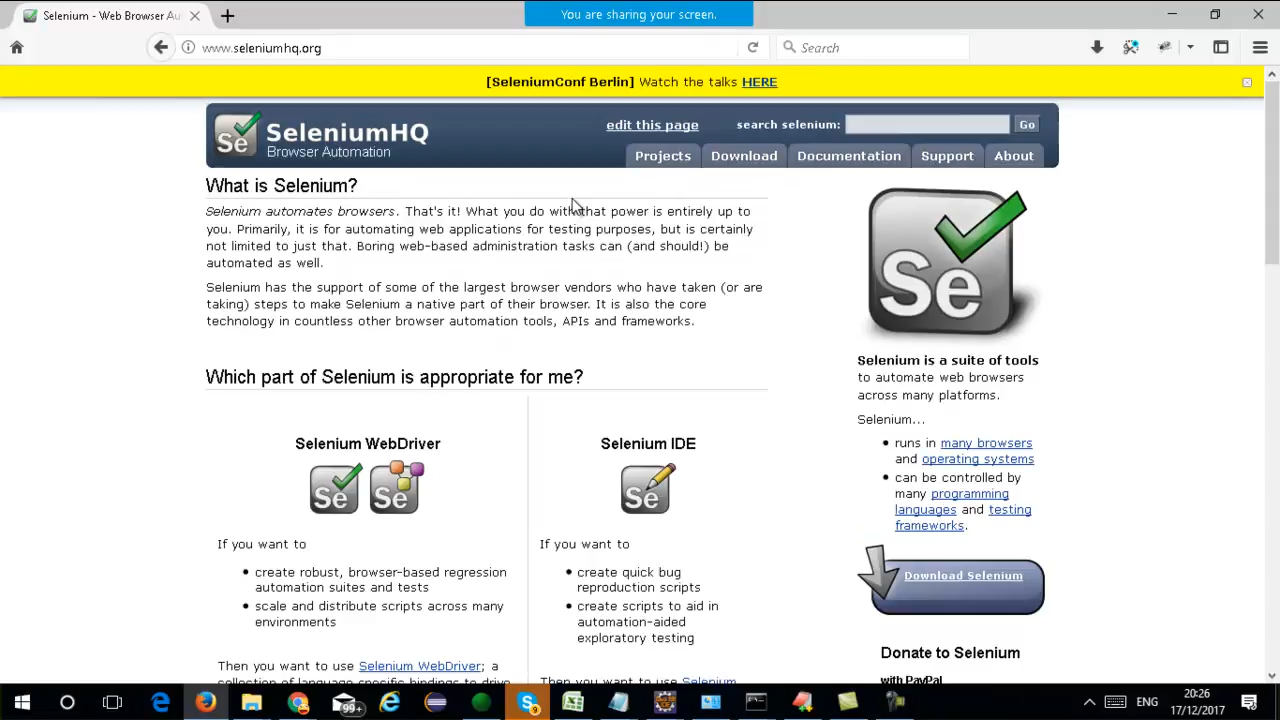 Selenium - Web Browser Au
You are sharing your screen.
www.seleniumhq.org
Search
[SeleniumConf Berlin] Watch the talks HERE
Se
SeleniumHQ
Browser Automation
edit this page
search selenium:
Go
Projects
Download
Documentation
Support
About
What is Selenium?
Selenium automates browsers. That's it! What you do with that power is entirely up to
you. Primarily, it is for automating web applications for testing purposes, but is certainly
not limited to just that. Boring web-based administration tasks can (and should!) be
automated as well.
Selenium has the support of some of the largest browser vendors who have taken (or are
taking) steps to make Selenium a native part of their browser. It is also the core
technology in countless other browser automation tools, APIs and frameworks.
Which part of Selenium is appropriate for me?
Selenium WebDriver
Se
Se
If you want to
create robust, browser-based regression
automation suites and tests
scale and distribute scripts across many
environments
Then you want to use Selenium WebDriver; a
collection of language specific bindings to drive
Selenium IDE
Se
If you want to
create quick bug
reproduction scripts
create scripts to aid in
automation-aided
exploratory testing
Then you want to use Selenium
Se
Selenium is a suite of tools
to automate web browsers
across many platforms.
Selenium...
runs in many browsers
and operating systems
can be controlled by
many programming
languages and testing
frameworks.
Download Selenium
Donate to Selenium
with PayPal
99+
9
ENG
20:26
17/12/2017